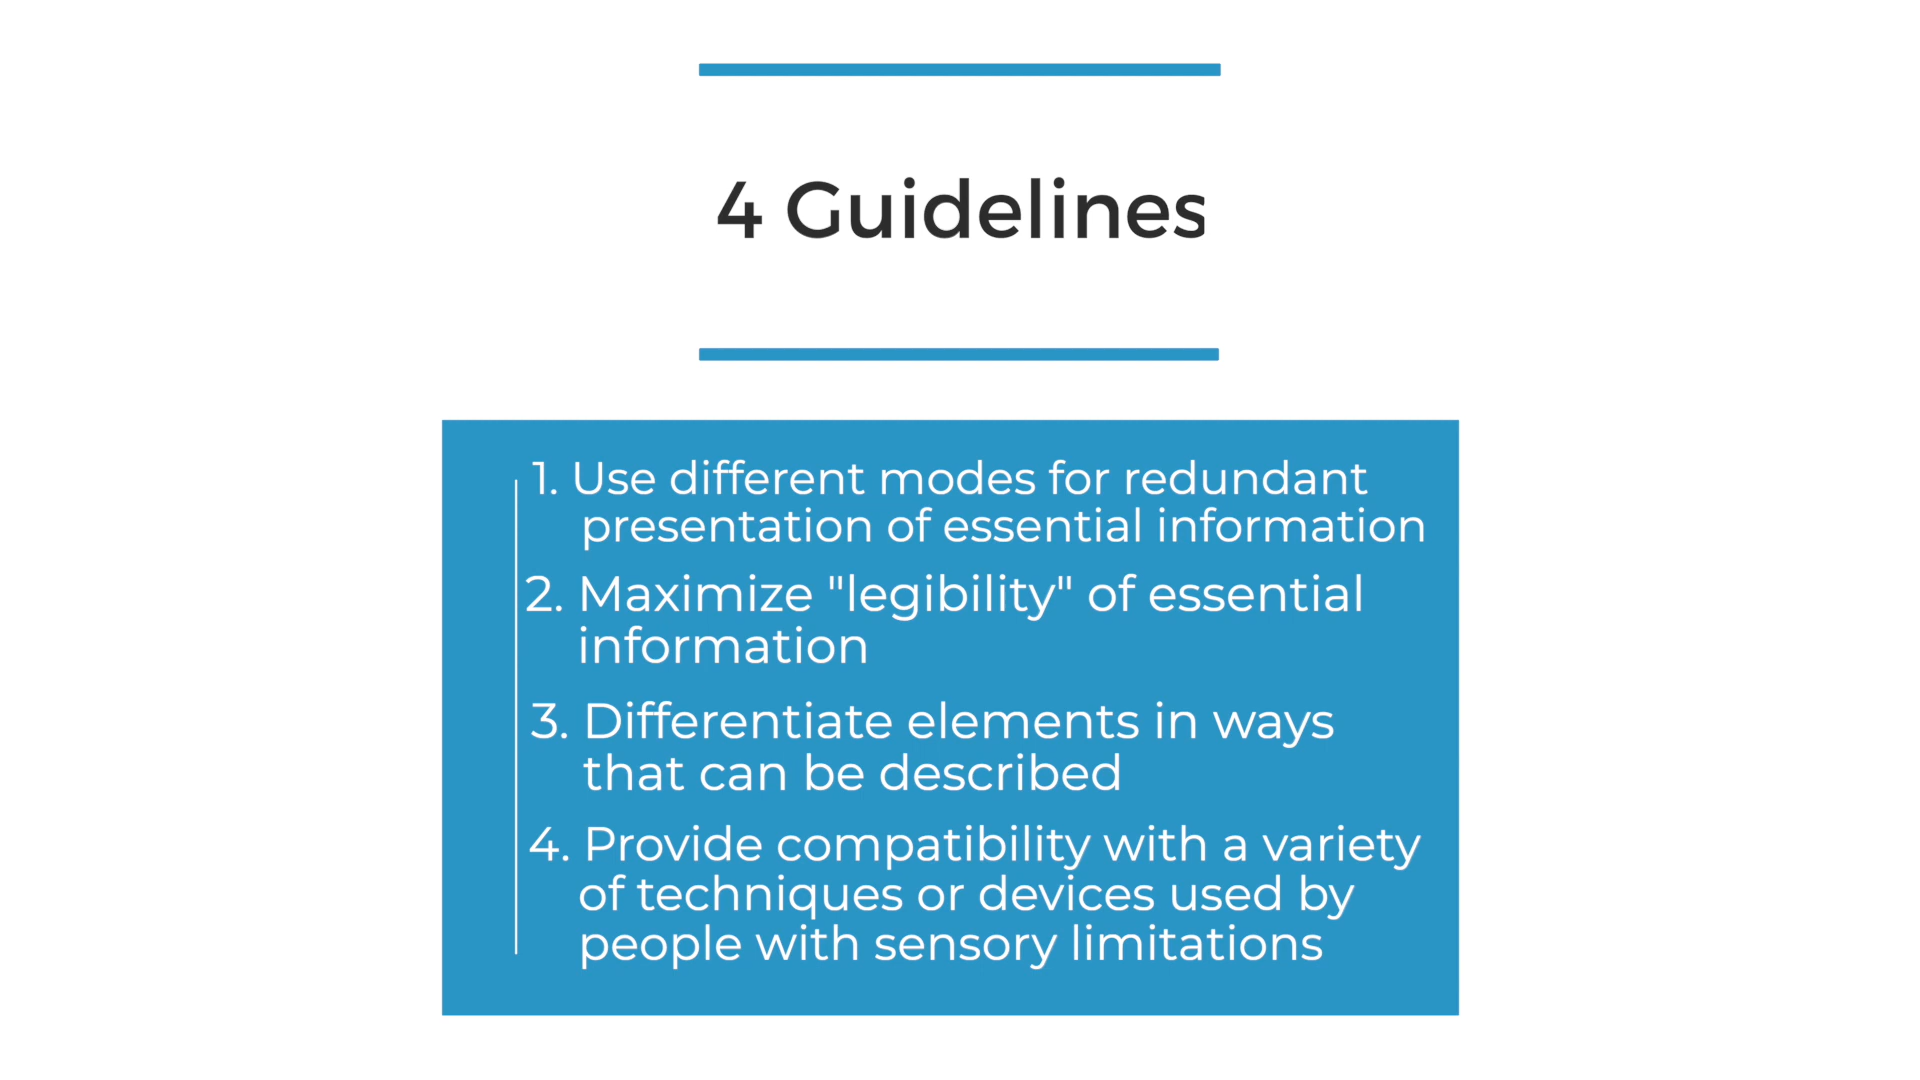 4 Guidelines
1. Use different modes for redundant
presentation of essential information
2. Maximize "legibility" of essential
information
3. Differentiate elements in ways
that can be described
4. Provide compatibility with a variety
of techniques or devices used by
people with sensory limitations